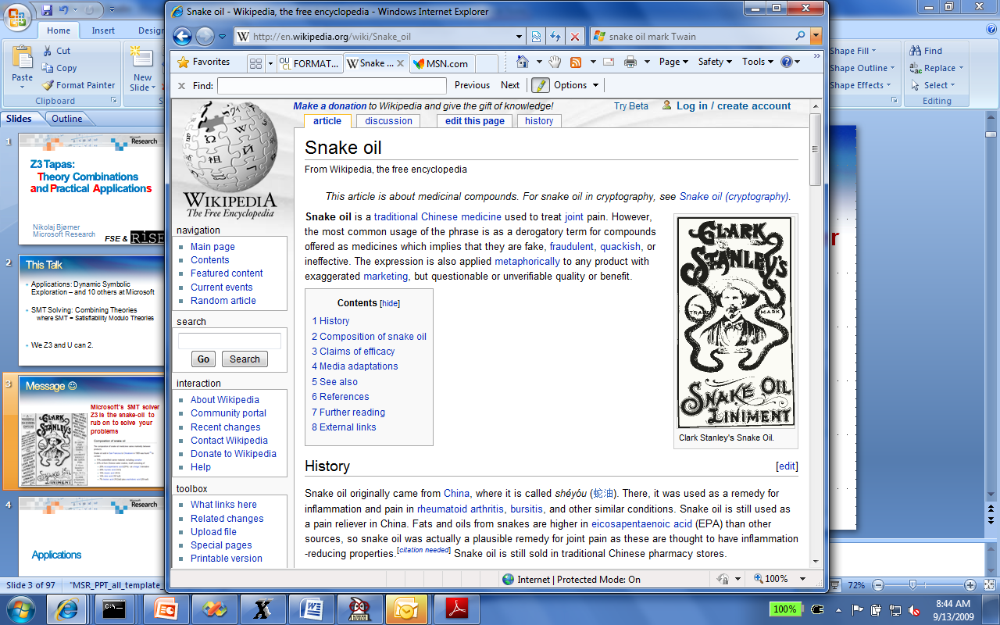 Snake oil - Wikipedia, the free encyclopedia - Windows Internet Explorer
http://en.wikipedia.org/wiki/Snake_oil
snake oil mark Twain
Home
Insert
Design
Paste
Cut
Copy
Format Painter
Clipboard
New
Slide
Shape Fill
Shape Outline
Shape Effects
Find
Replace
Select
Editing
Favorites
FORMAT...
Snake ...
MSN.com
Page
Safety
Tools
Find:
Previous
Next
Options
Slides
Outline
1
Microsoft
Research
Z3 Tapas:
Theory Combinations
and Practical Applications
Nikolaj Bjørner
Microsoft Research
FSE & RiSE
2
This Talk
Applications: Dynamic Symbolic
Exploration – and 10 others at Microsoft
SMT Solving: Combining Theories
where SMT = Satisfiability Modulo Theories
We Z3 and U can 2.
3
Message ☺
Microsoft's SMT solver
Z3 is the snake-oil to
rub on to solve your
problems
CLARK
STANLEY'S
SNAKE OIL
LINIMENT
Composition of snake oil
4
Microsoft
Research
Applications
WIKIPEDIA
The Free Encyclopedia
navigation
Main page
Contents
Featured content
Current events
Random article
search
Go
Search
interaction
About Wikipedia
Community portal
Recent changes
Contact Wikipedia
Donate to Wikipedia
Help
toolbox
What links here
Related changes
Upload file
Special pages
Printable version
Make a donation to Wikipedia and give the gift of knowledge!
Try Beta
Log in / create account
article
discussion
edit this page
history
Snake oil
From Wikipedia, the free encyclopedia
This article is about medicinal compounds. For snake oil in cryptography, see Snake oil (cryptography).
Snake oil is a traditional Chinese medicine used to treat joint pain. However,
the most common usage of the phrase is as a derogatory term for compounds
offered as medicines which implies that they are fake, fraudulent, quackish, or
ineffective. The expression is also applied metaphorically to any product with
exaggerated marketing, but questionable or unverifiable quality or benefit.
CLARK
STANLEY'S
TRADE MARK
SNAKE OIL
LINIMENT
Clark Stanley's Snake Oil.
Contents [hide]
1 History
2 Composition of snake oil
3 Claims of efficacy
4 Media adaptations
5 See also
6 References
7 Further reading
8 External links
History
[edit]
Snake oil originally came from China, where it is called shéyóu (蛇油). There, it was used as a remedy for
inflammation and pain in rheumatoid arthritis, bursitis, and other similar conditions. Snake oil is still used as
a pain reliever in China. Fats and oils from snakes are higher in eicosapentaenoic acid (EPA) than other
sources, so snake oil was actually a plausible remedy for joint pain as these are thought to have inflammation
-reducing properties.[citation needed] Snake oil is still sold in traditional Chinese pharmacy stores.
Internet | Protected Mode: On
100%
Slide 3 of 97
"MSR_PPT_all_template_
72%
100%
8:44 AM
9/13/2009